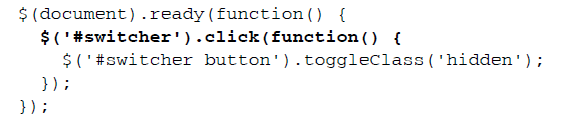 $(document).ready(function() {
$('#switcher').click(function() {
$('#switcher button').toggleClass('hidden');
});
});